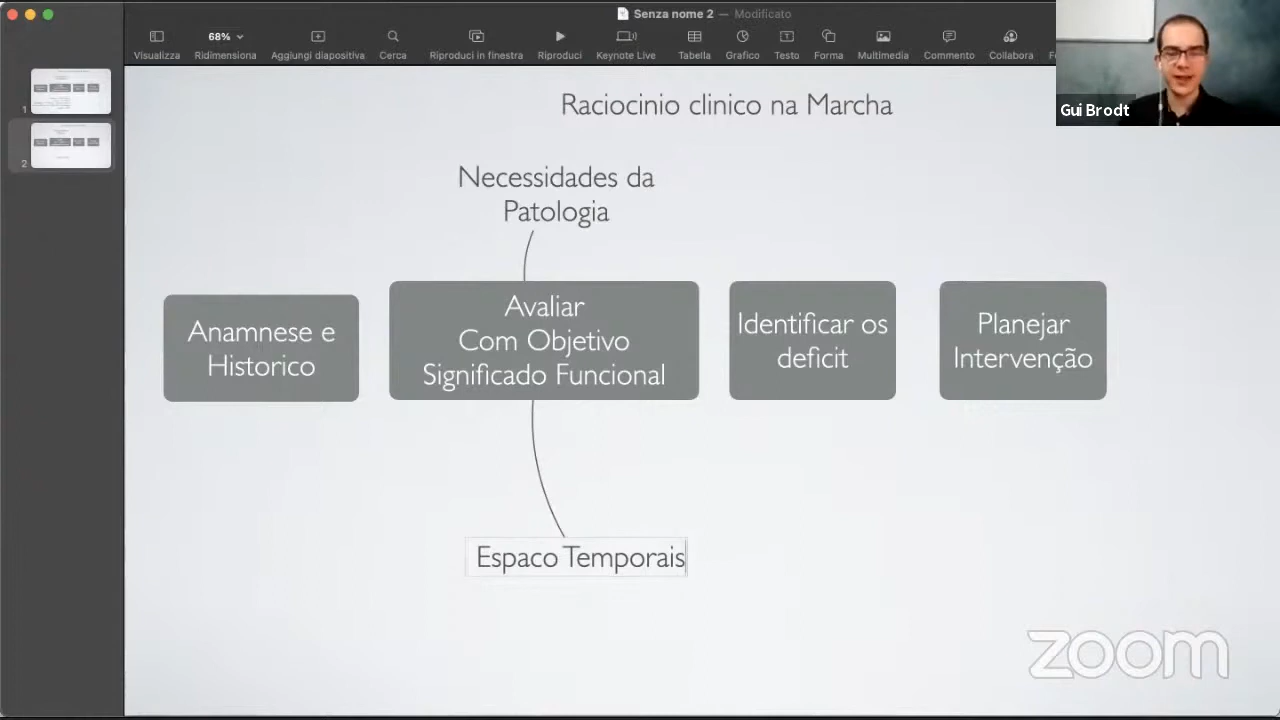 Senza nome 2 — Modificato
68%
Visualizza Ridimensiona Aggiungi diapositiva Cerca Riproduci in finestra Riproduci Keynote Live Tabella Grafico Testo Forma Multimedia Commento Collabora
Gui Brodt
1
2
Raciocinio clinico na Marcha
Necessidades da
Patologia
Anamnese e
Historico
Avaliar
Com Objetivo
Significado Funcional
Identificar os
deficit
Planejar
Intervenção
Espaco Temporais
zoom